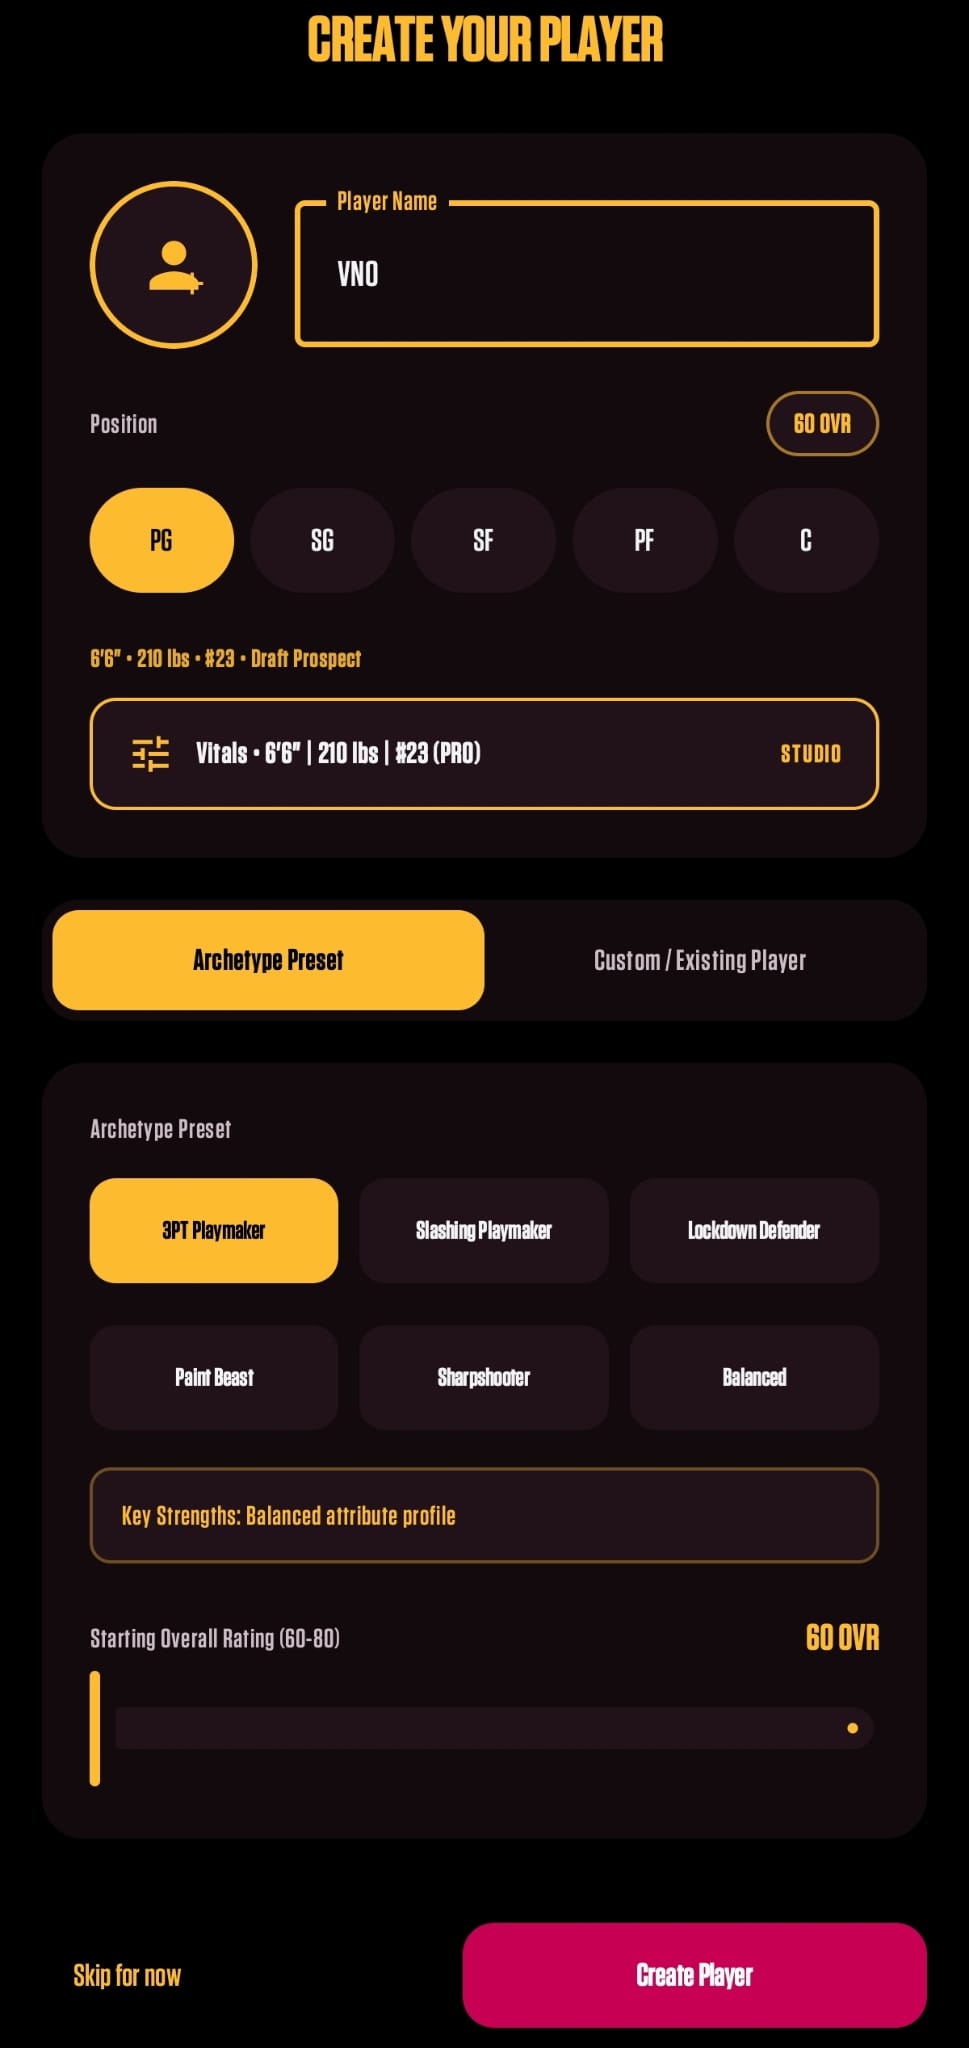 CREATE YOUR PLAYER
Player Name
VNO
Position
60 OVR
PG
SG
SF
PF
C
6'6" • 210 lbs • #23 • Draft Prospect
Vitals • 6'6" | 210 lbs | #23 (PRO)
STUDIO
Archetype Preset
Custom / Existing Player
Archetype Preset
3PT Playmaker
Slashing Playmaker
Lockdown Defender
Paint Beast
Sharpshooter
Balanced
Key Strengths: Balanced attribute profile
Starting Overall Rating (60-80)
60 OVR
Skip for now
Create Player